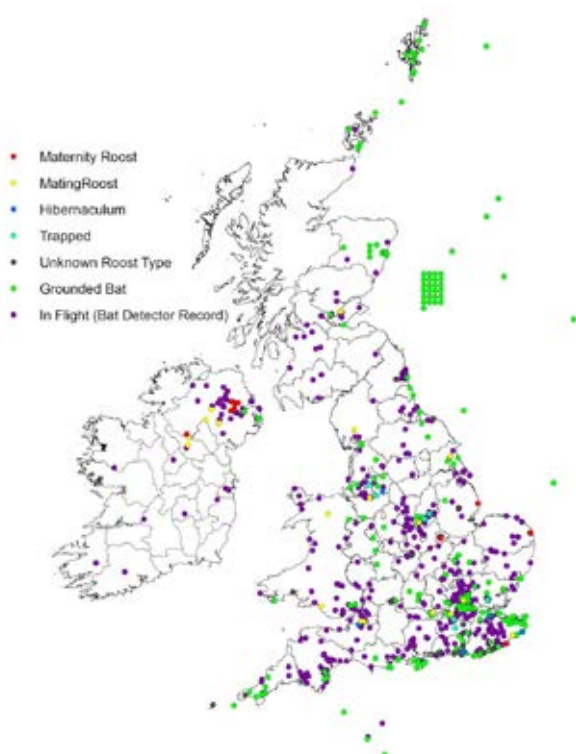 Maternity Roost
MatingRoost
Hibernaculum
Trapped
Unknown Roost Type
Grounded Bat
In Flight (Bat Detector Record)